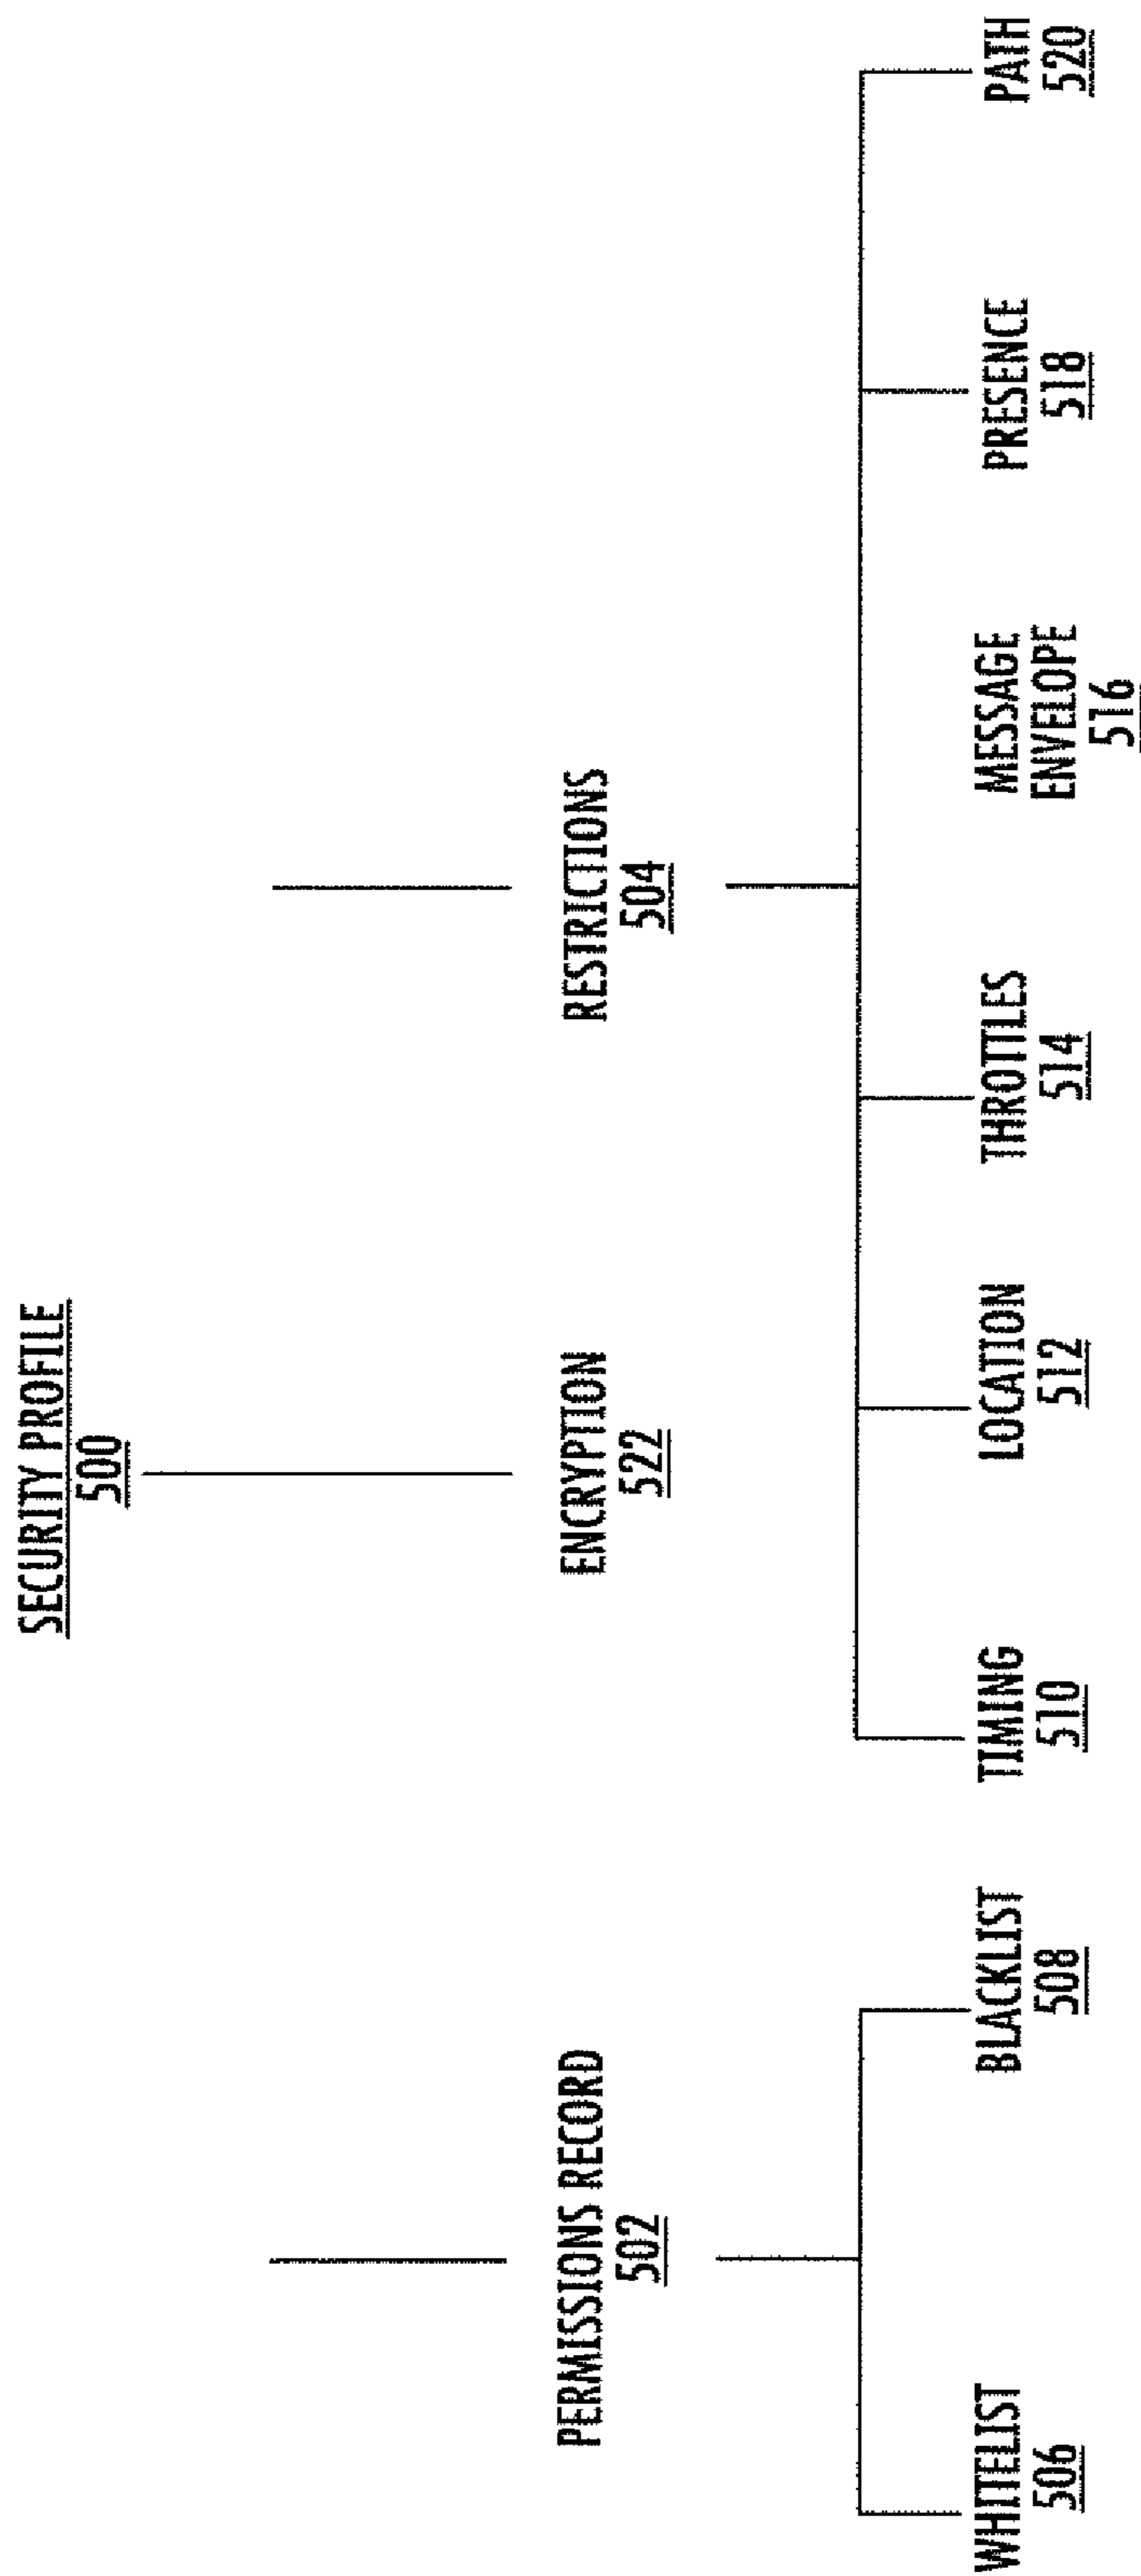 SECURITY PROFILE
500
PERMISSIONS RECORD
502
ENCRYPTION
522
RESTRICTIONS
504
WHITELIST
506
BLACKLIST
508
TIMING
510
LOCATION
512
THROTTLES
514
MESSAGE
ENVELOPE
516
PRESENCE
518
PATH
520